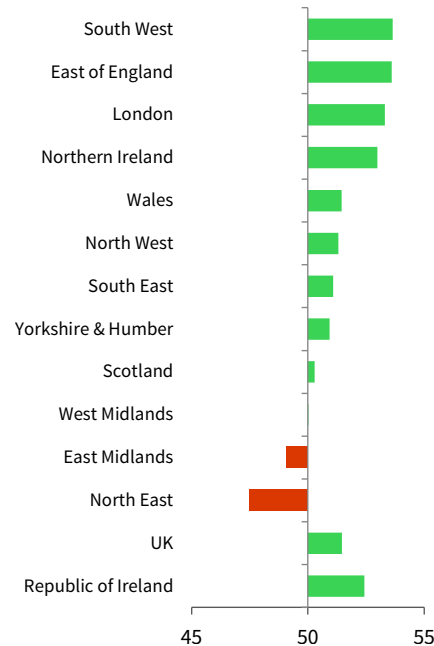 South West
East of England
London
Northern Ireland
Wales
North West
South East
Yorkshire & Humber
Scotland
West Midlands
East Midlands
North East
UK
Republic of Ireland
45 50 55